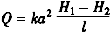 Q = ka² (H₁ − H₂) / l